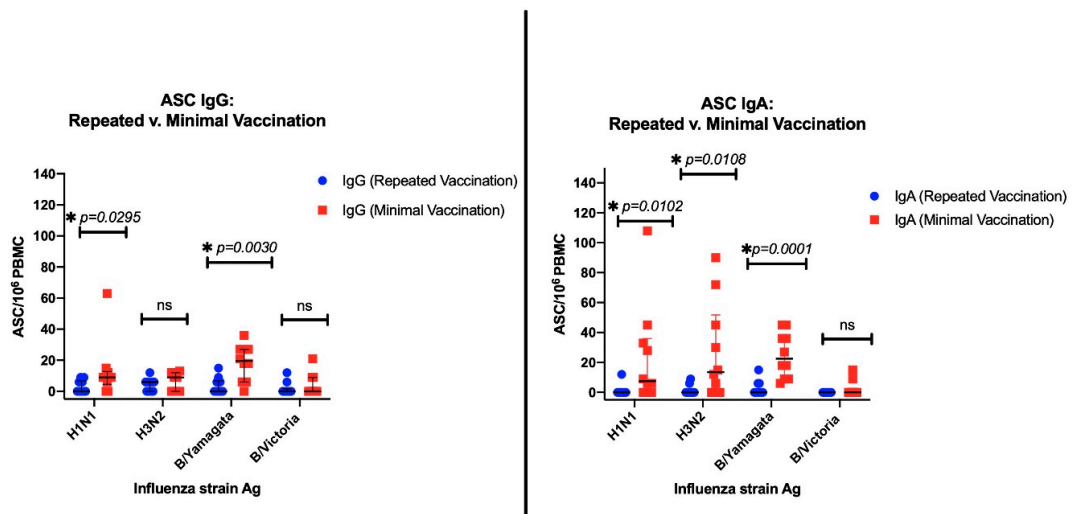 ASC IgG:
Repeated v. Minimal Vaccination
IgG (Repeated Vaccination)
IgG (Minimal Vaccination)
140
120
100
80
60
40
20
0
ASC/10⁶ PBMC
* p=0.0295
ns
* p=0.0030
ns
H1N1
H3N2
B/Yamagata
B/Victoria
Influenza strain Ag
ASC IgA:
Repeated v. Minimal Vaccination
IgA (Repeated Vaccination)
IgA (Minimal Vaccination)
140
120
100
80
60
40
20
0
ASC/10⁶ PBMC
* p=0.0102
* p=0.0108
*p=0.0001
ns
H1N1
H3N2
B/Yamagata
B/Victoria
Influenza strain Ag